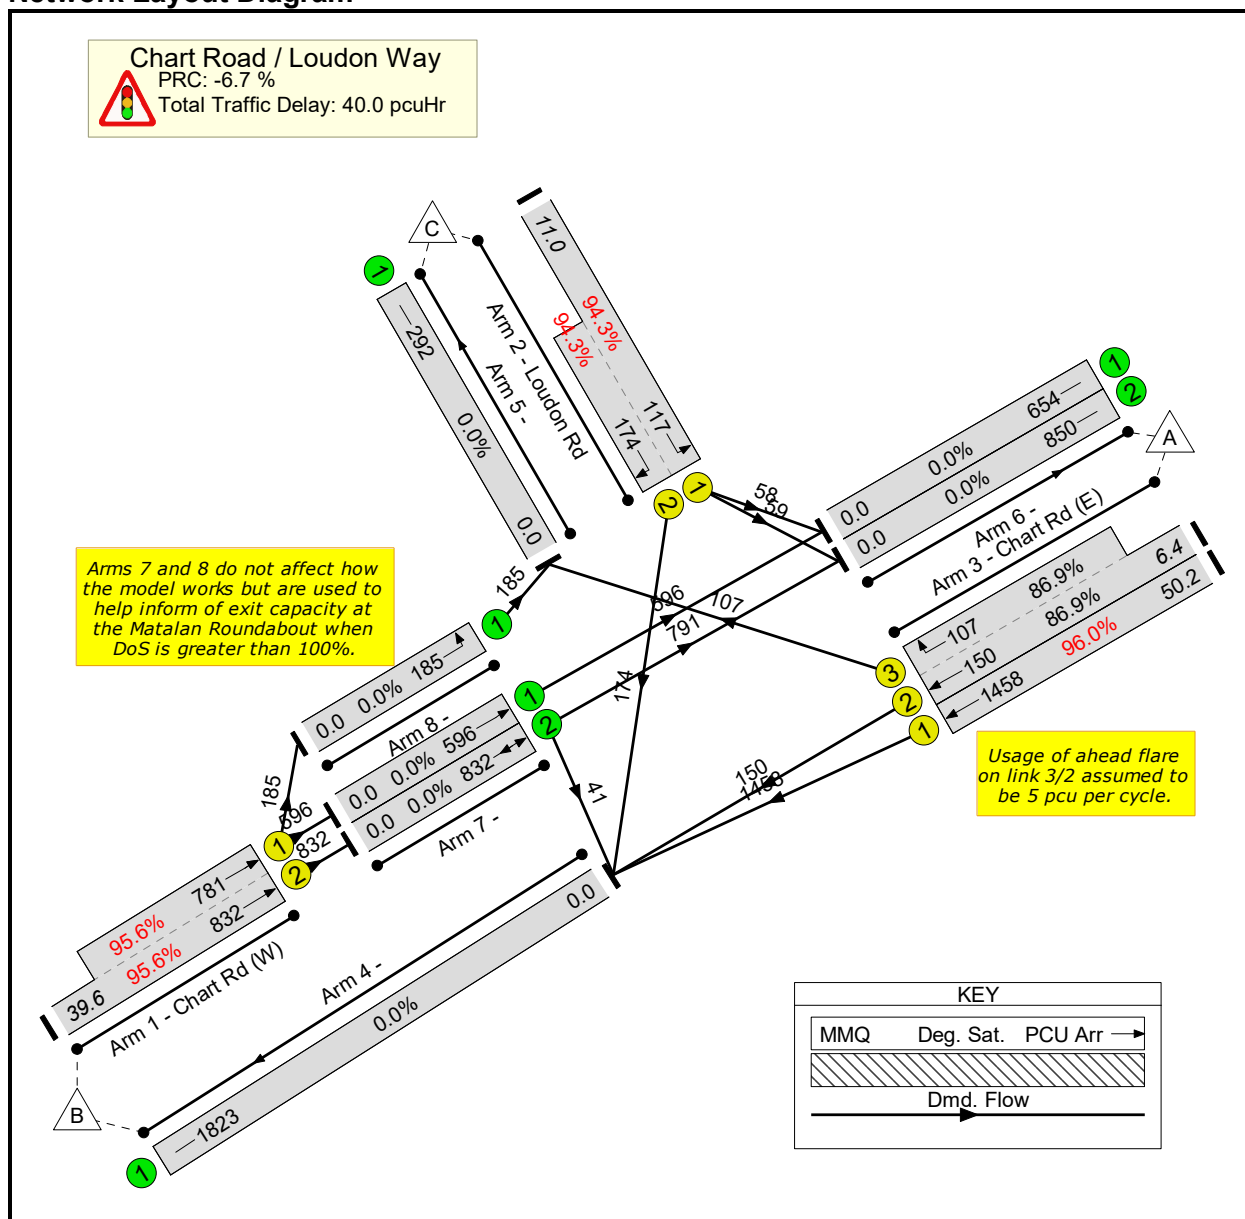 Network Layout Diagram
Chart Road / Loudon Way
PRC: -6.7 %
Total Traffic Delay: 40.0 pcuHr
C
1
292
0.0%
0.0
Arm 5 -
Arm 2 - Loudon Rd
11.0
94.3%
94.3%
174
117
2
1
58
59
1
2
654
850
0.0%
0.0%
0.0
0.0
A
Arm 6 -
Arm 3 - Chart Rd (E)
86.9%
6.4
86.9%
50.2
96.0%
107
150
1458
3
2
1
Usage of ahead flare
on link 3/2 assumed to
be 5 pcu per cycle.
Arms 7 and 8 do not affect how
the model works but are used to
help inform of exit capacity at
the Matalan Roundabout when
DoS is greater than 100%.
185
1
596
107
791
174
0.0 0.0% 185
Arm 8 -
1
2
0.0 0.0% 596
0.0 0.0% 832
Arm 7 -
41
150
1458
185
596
832
1
2
95.6% 781
39.6 95.6% 832
Arm 1 - Chart Rd (W)
Arm 4 -
0.0
0.0%
1823
B
1
KEY
MMQ Deg. Sat. PCU Arr
Dmd. Flow